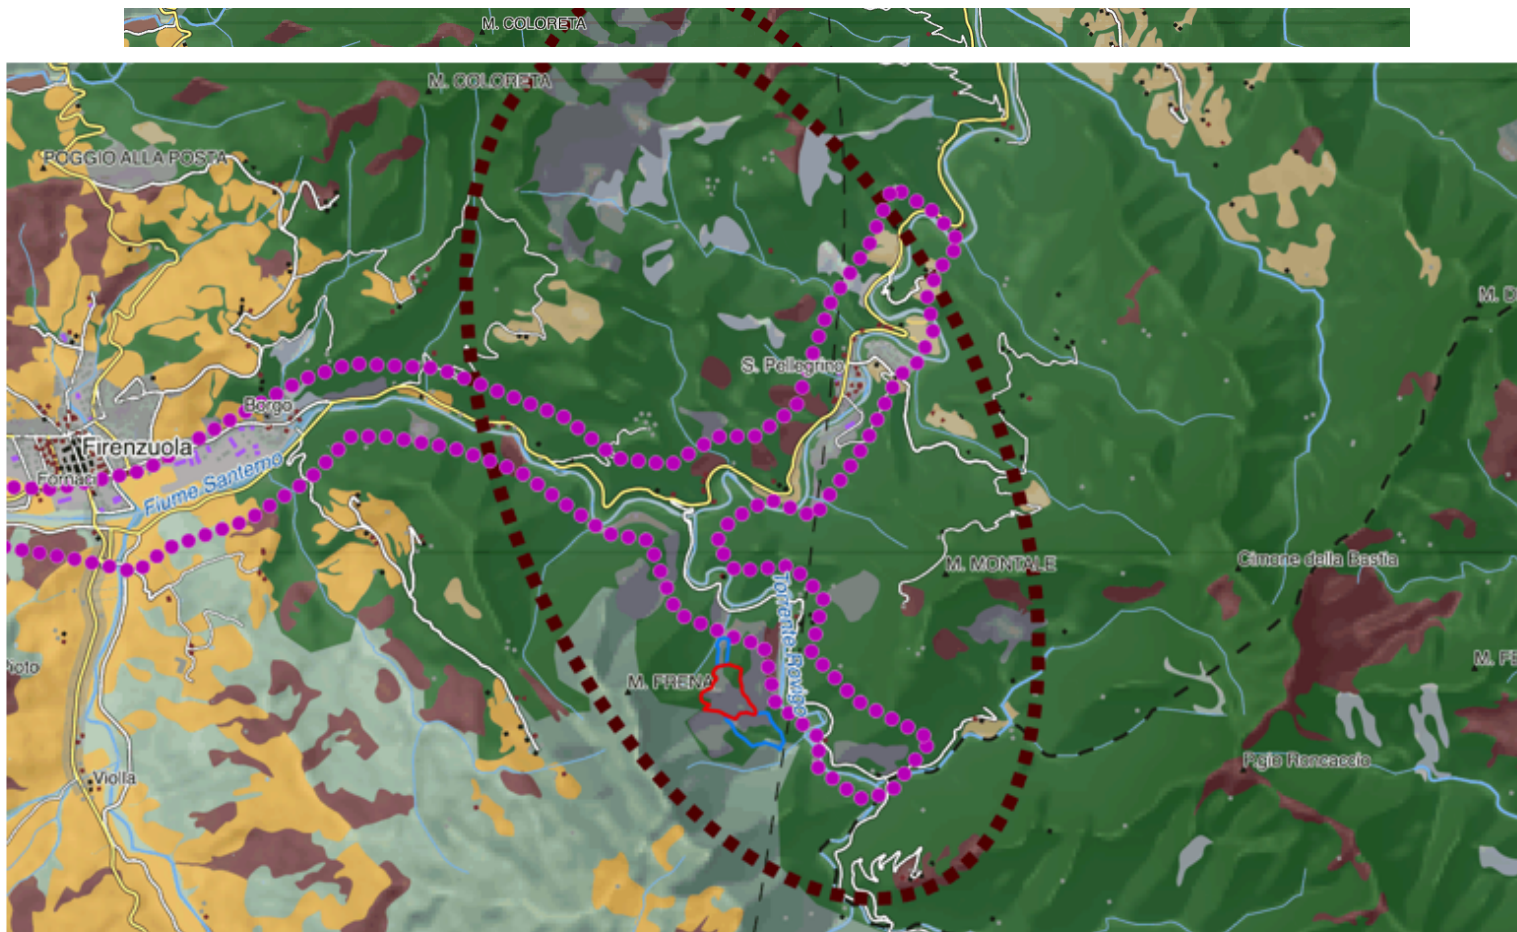 M. COLORETA
M. COLORETA
POGGIO ALLA POSTA
S. Pellegrino
Borgo
Firenzuola
Fornaci
Fiume Santerno
M. MONTALE
Cimone della Bastia
Torrente Rovigo
M. FRENA
P.gio Roncaccio
Violla